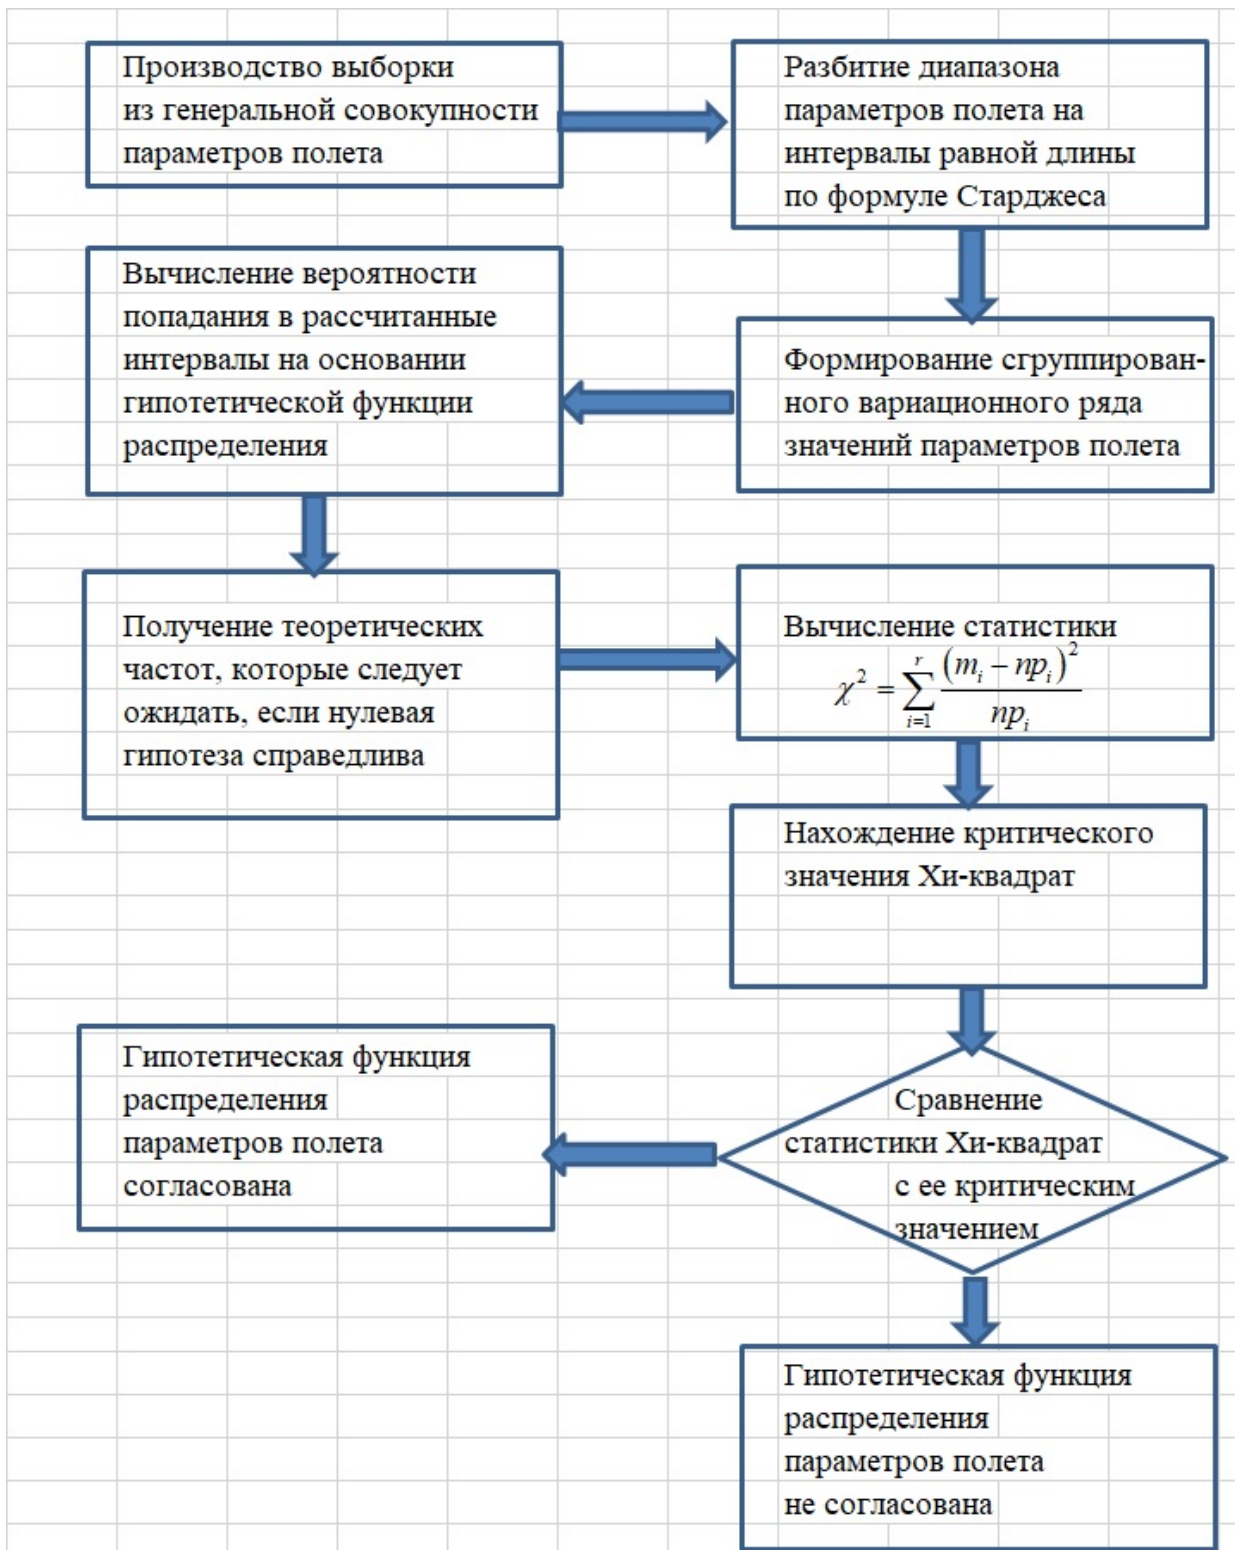 Производство выборки
из генеральной совокупности
параметров полета
Разбитие диапазона
параметров полета на
интервалы равной длины
по формуле Старджеса
Формирование сгруппирован-
ного вариационного ряда
значений параметров полета
Вычисление вероятности
попадания в рассчитанные
интервалы на основании
гипотетической функции
распределения
Получение теоретических
частот, которые следует
ожидать, если нулевая
гипотеза справедлива
Вычисление статистики
χ² = ∑_{i=1}^{r} (m_i − np_i)² / np_i
Нахождение критического
значения Хи-квадрат
Сравнение
статистики Хи-квадрат
с ее критическим
значением
Гипотетическая функция
распределения
параметров полета
согласована
Гипотетическая функция
распределения
параметров полета
не согласована